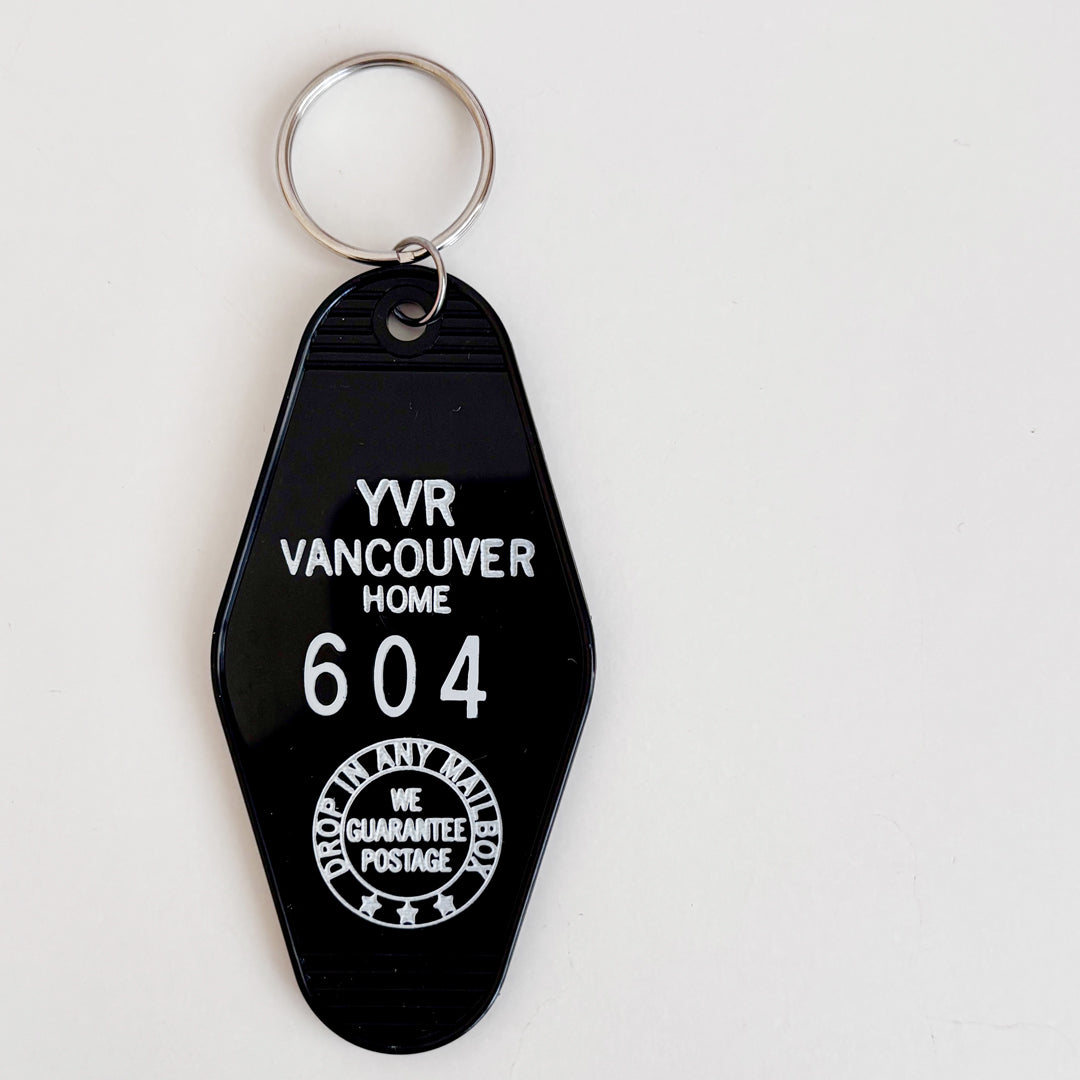 YVR
VANCOUVER
HOME
604
DROP IN ANY MAILBOX
WE
GUARANTEE
POSTAGE